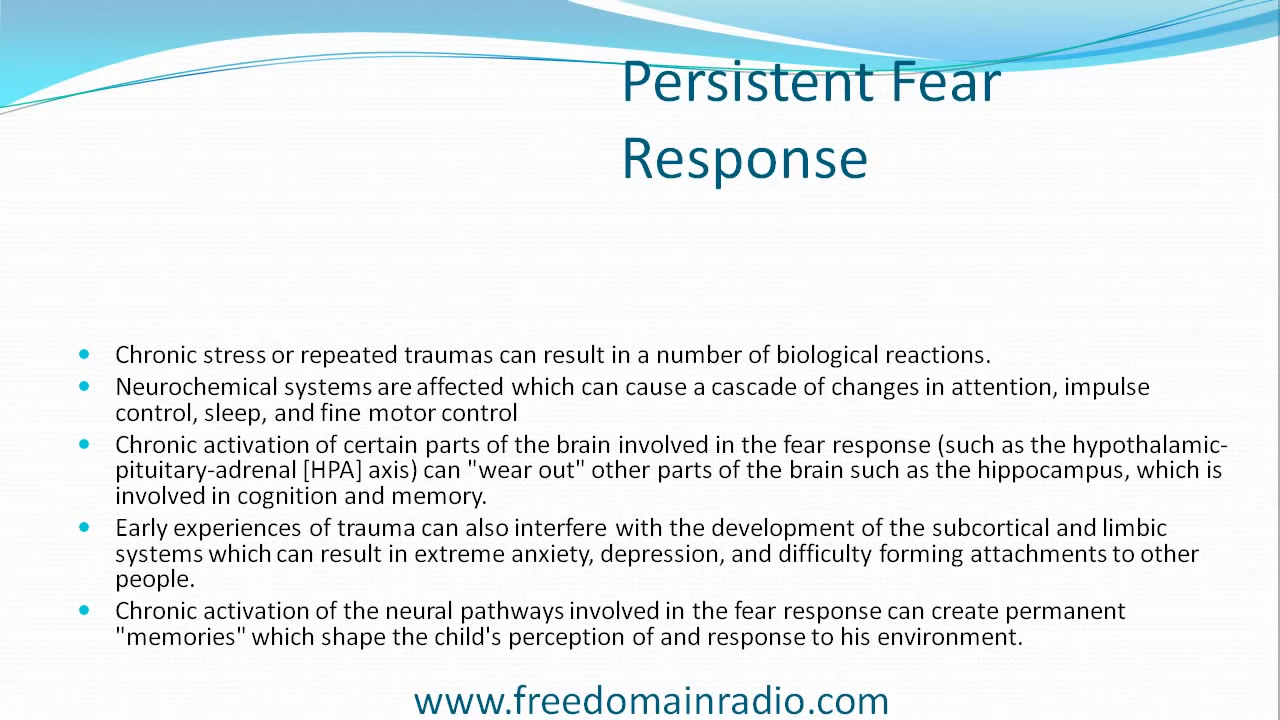 Persistent Fear
Response
Chronic stress or repeated traumas can result in a number of biological reactions.
Neurochemical systems are affected which can cause a cascade of changes in attention, impulse
control, sleep, and fine motor control
Chronic activation of certain parts of the brain involved in the fear response (such as the hypothalamic-
pituitary-adrenal [HPA] axis) can "wear out" other parts of the brain such as the hippocampus, which is
involved in cognition and memory.
Early experiences of trauma can also interfere with the development of the subcortical and limbic
systems which can result in extreme anxiety, depression, and difficulty forming attachments to other
people.
Chronic activation of the neural pathways involved in the fear response can create permanent
"memories" which shape the child's perception of and response to his environment.
www.freedomainradio.com